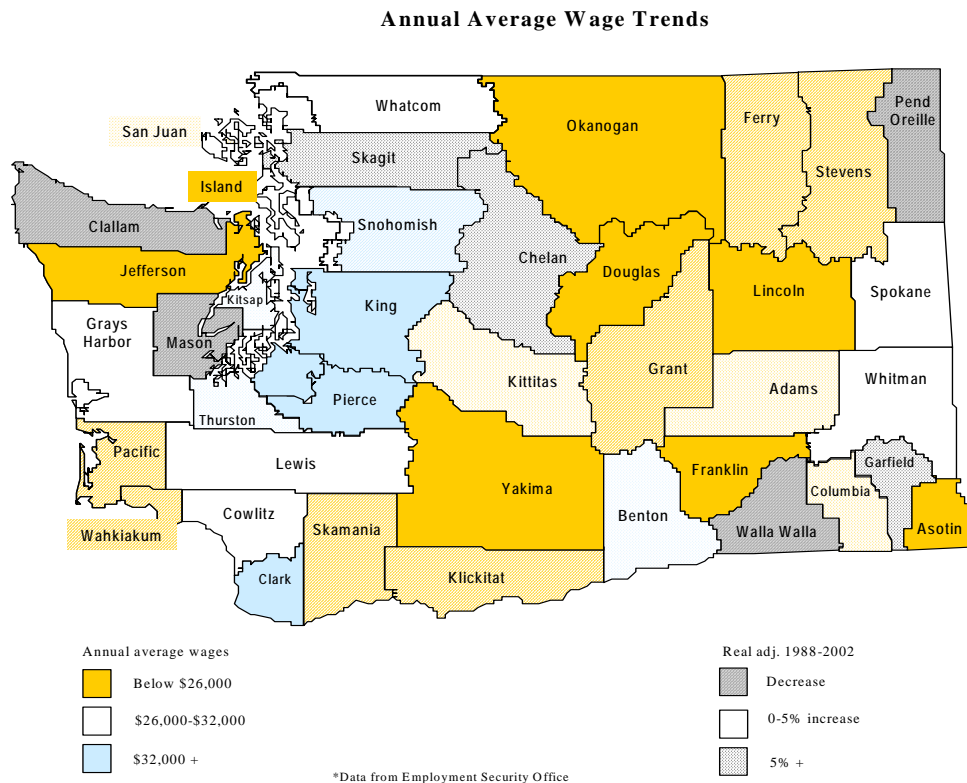 Annual Average Wage Trends
Whatcom
San Juan
Okanogan
Ferry
Pend
Oreille
Skagit
Stevens
Island
Clallam
Snohomish
Chelan
Jefferson
Douglas
Lincoln
Kitsap
King
Spokane
Grays
Harbor
Mason
Grant
Kittitas
Adams
Whitman
Pierce
Thurston
Pacific
Lewis
Franklin
Garfield
Yakima
Columbia
Cowlitz
Benton
Wahkiakum
Skamania
Walla Walla
Asotin
Clark
Klickitat
Annual average wages
Below $26,000
$26,000-$32,000
$32,000 +
Real adj. 1988-2002
Decrease
0-5% increase
5% +
*Data from Employment Security Office